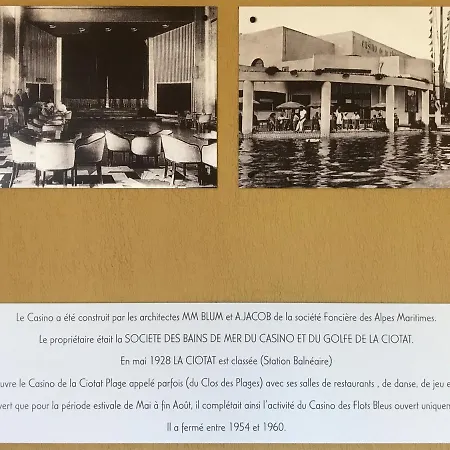 CASINO DE LA
Le Casino a été construit par les architectes MM BLUM et A.JACOB de la société Foncière des Alpes Maritimes.
Le propriétaire était la SOCIETE DES BAINS DE MER DU CASINO ET DU GOLFE DE LA CIOTAT.
En mai 1928 LA CIOTAT est classée (Station Balnéaire)
uvre le Casino de la Ciotat Plage appelé parfois (du Clos des Plages) avec ses salles de restaurants , de danse, de jeu e
vert que pour la période estivale de Mai à fin Août, il complétait ainsi l'activité du Casino des Flots Bleus ouvert uniquen
Il a fermé entre 1954 et 1960.